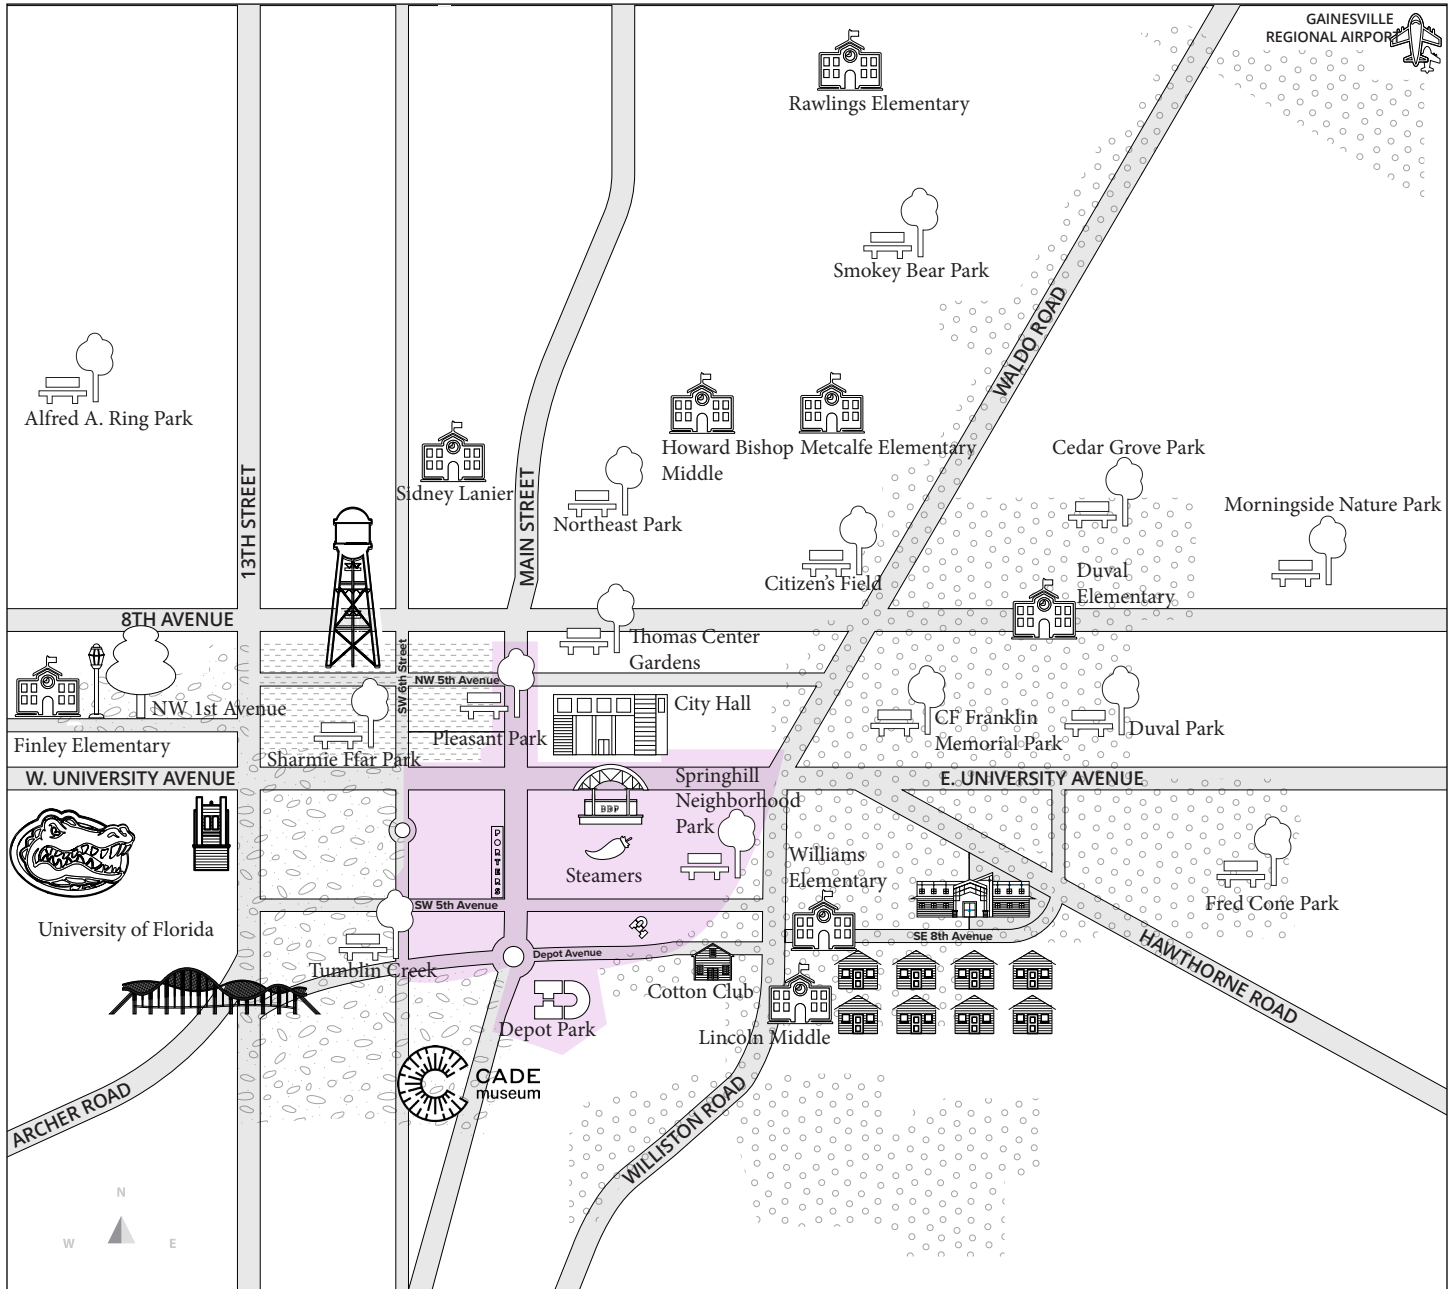 GAINESVILLE
REGIONAL AIRPORT
Rawlings Elementary
Smokey Bear Park
WALDO ROAD
Alfred A. Ring Park
Howard Bishop
Middle
Metcalfe Elementary
Cedar Grove Park
Sidney Lanier
13TH STREET
MAIN STREET
Northeast Park
Morningside Nature Park
Citizen's Field
Duval
Elementary
8TH AVENUE
Thomas Center
Gardens
SW 6th Street
NW 5th Avenue
NW 1st Avenue
City Hall
CF Franklin
Memorial Park
Duval Park
Pleasant Park
Finley Elementary
Sharmie Ffar Park
W. UNIVERSITY AVENUE
E. UNIVERSITY AVENUE
Springhill
Neighborhood
Park
BDP
PORTERS
Steamers
Williams
Elementary
SW 5th Avenue
Fred Cone Park
University of Florida
SE 8th Avenue
Depot Avenue
HAWTHORNE ROAD
Tumblin Creek
Cotton Club
Depot Park
Lincoln Middle
CADE
museum
ARCHER ROAD
WILLISTON ROAD
N
W
E